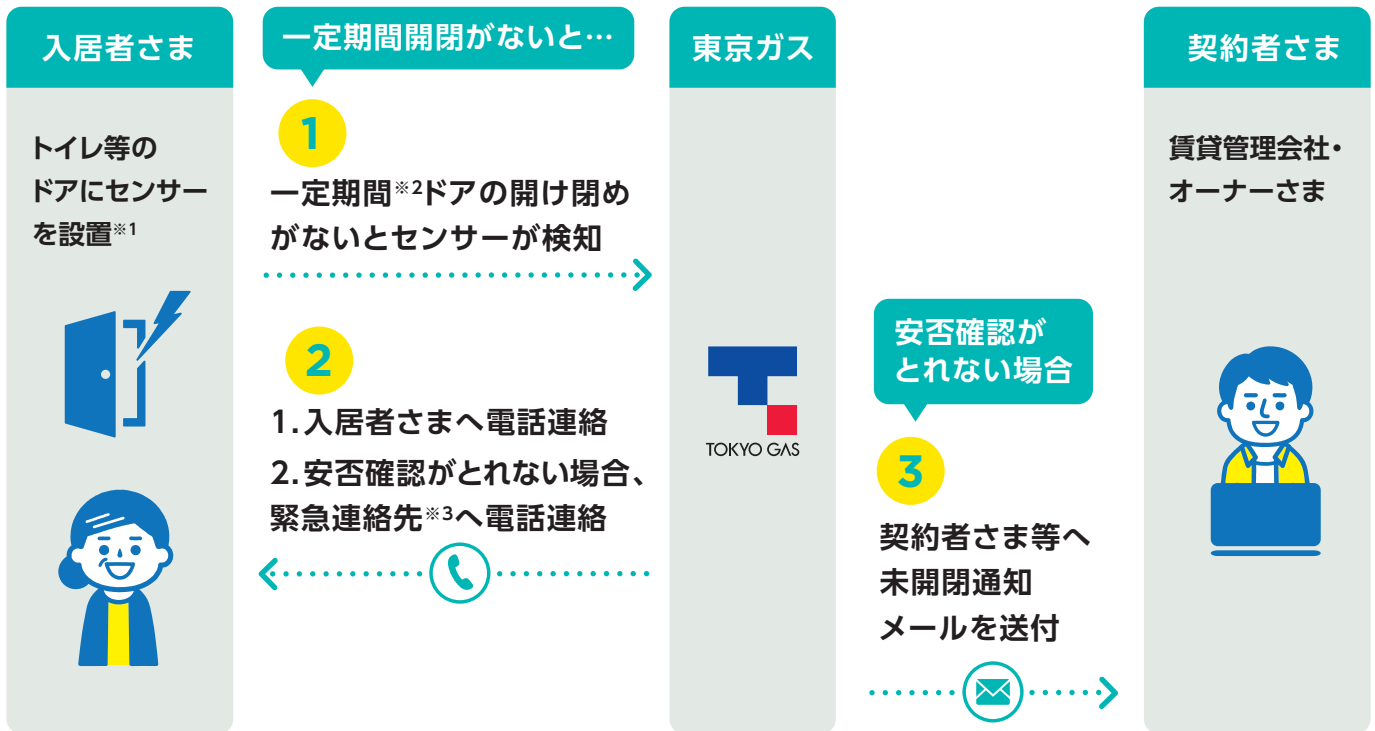 入居者さま
一定期間開閉がないと…
東京ガス
契約者さま
トイレ等の
ドアにセンサー
を設置※1
1
一定期間※2ドアの開け閉め
がないとセンサーが検知
2
1.入居者さまへ電話連絡
2.安否確認がとれない場合、
緊急連絡先※3へ電話連絡
TOKYO GAS
安否確認が
とれない場合
3
契約者さま等へ
未開閉通知
メールを送付
賃貸管理会社・
オーナーさま